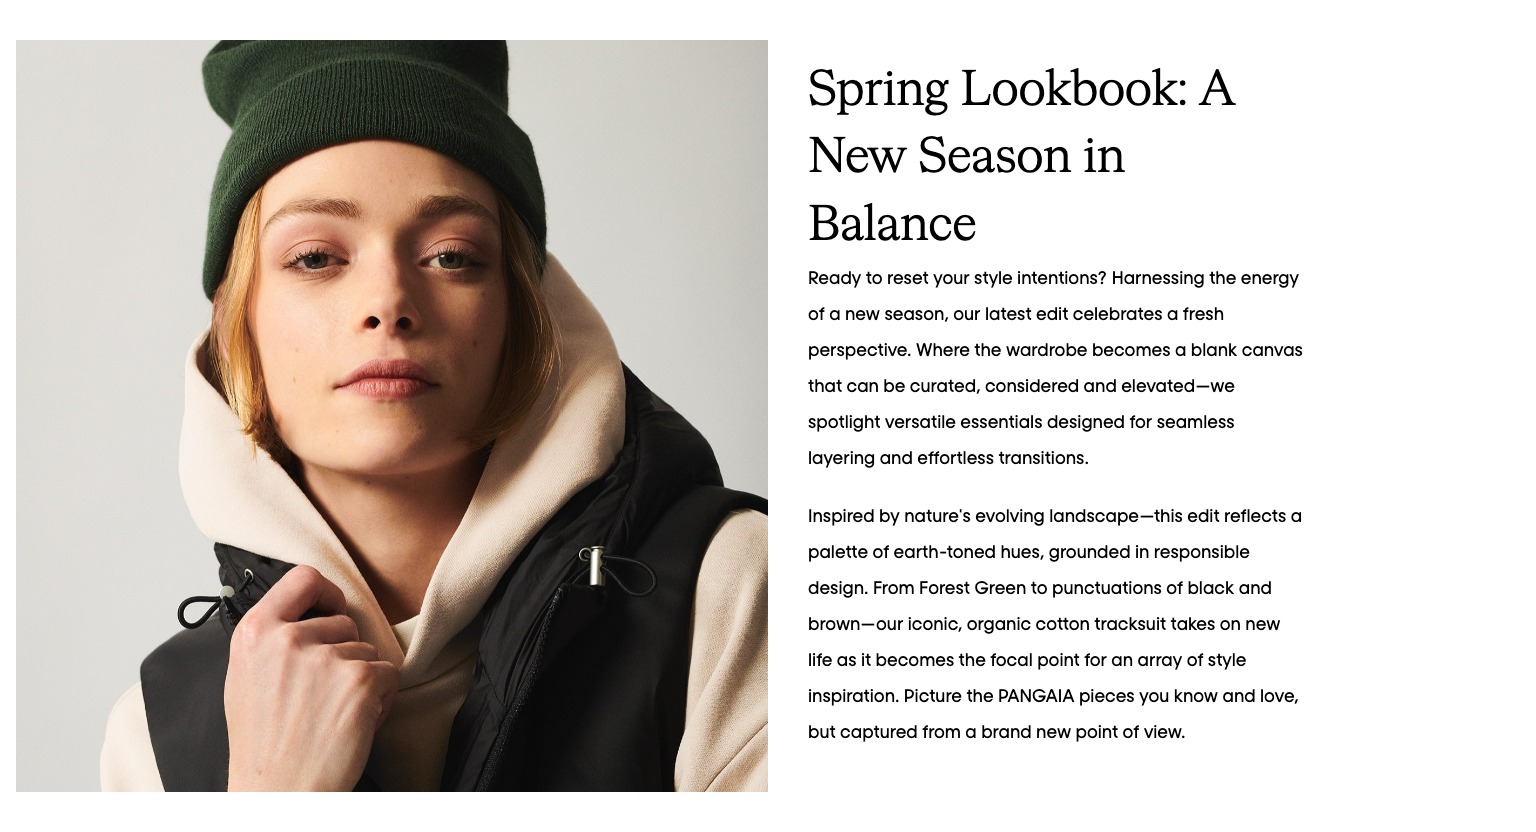 Spring Lookbook: A
New Season in
Balance
Ready to reset your style intentions? Harnessing the energy
of a new season, our latest edit celebrates a fresh
perspective. Where the wardrobe becomes a blank canvas
that can be curated, considered and elevated—we
spotlight versatile essentials designed for seamless
layering and effortless transitions.
Inspired by nature's evolving landscape—this edit reflects a
palette of earth-toned hues, grounded in responsible
design. From Forest Green to punctuations of black and
brown—our iconic, organic cotton tracksuit takes on new
life as it becomes the focal point for an array of style
inspiration. Picture the PANGAIA pieces you know and love,
but captured from a brand new point of view.